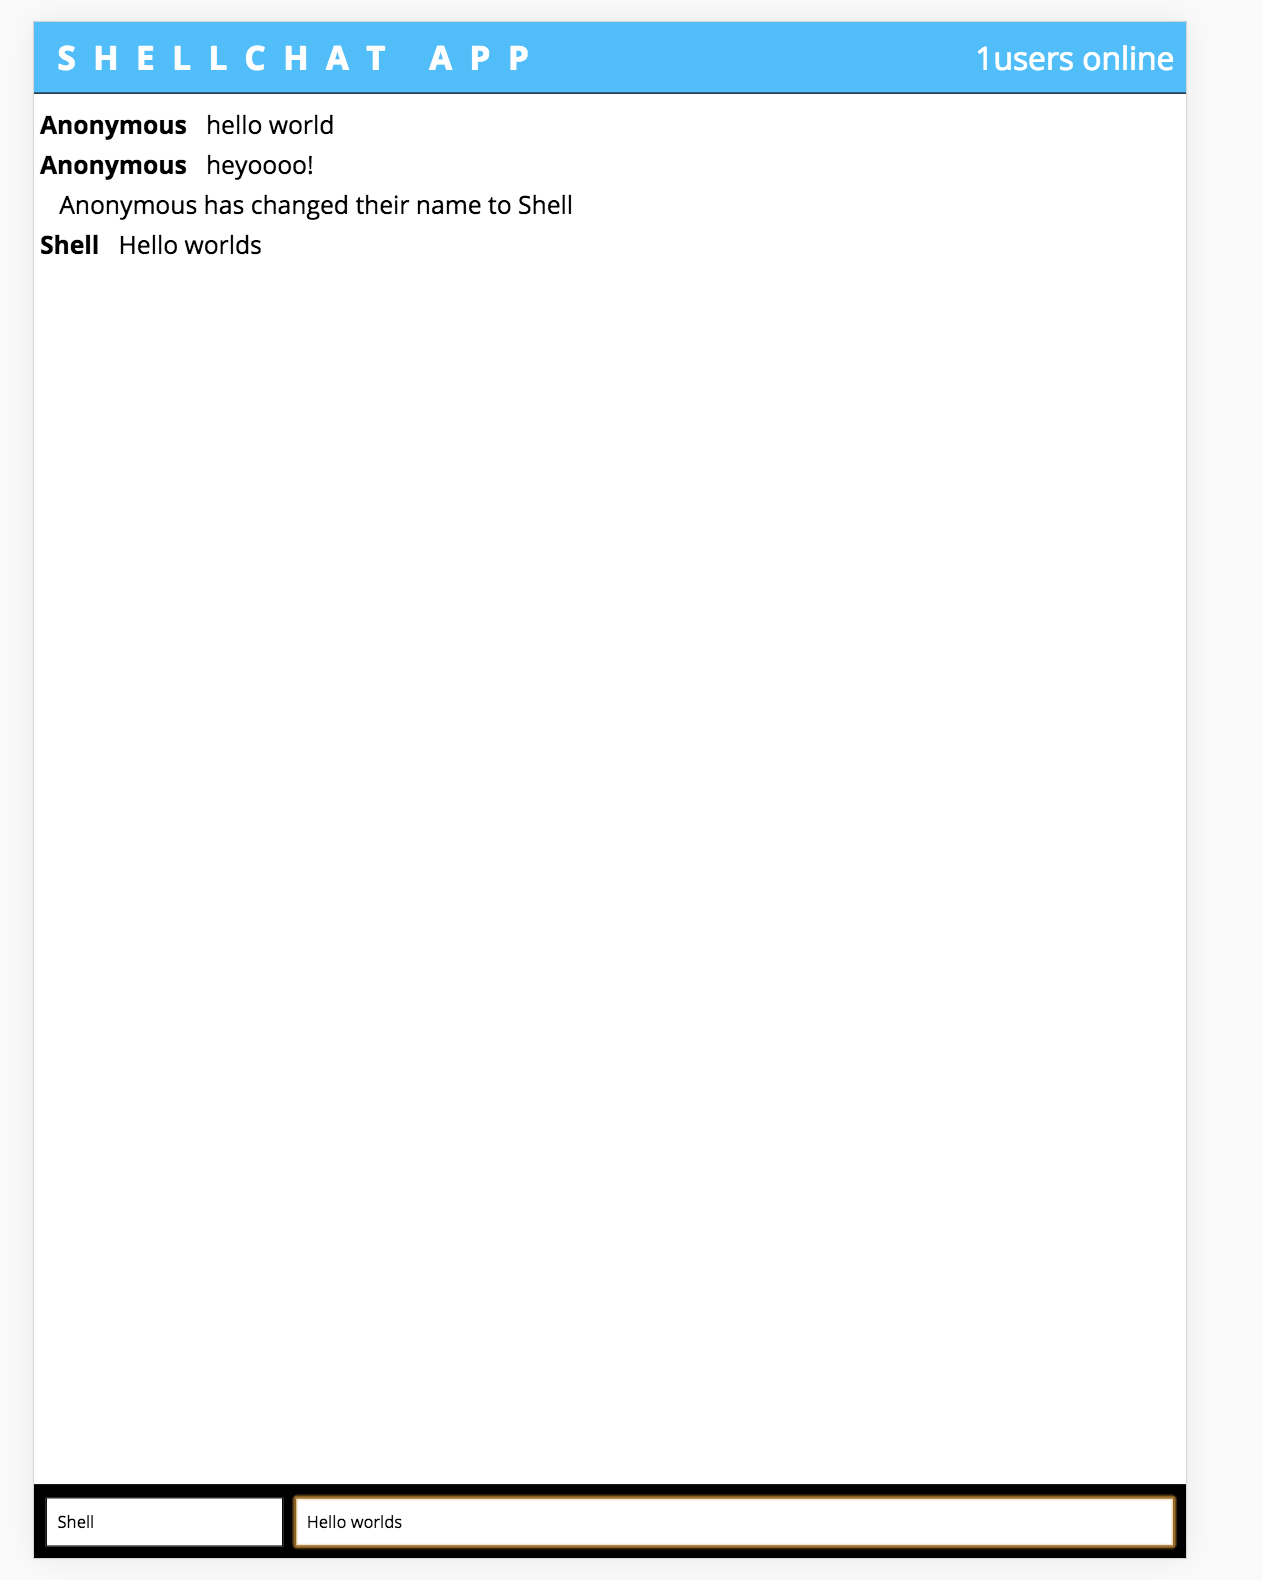 SHELLCHAT APP 1users online
Anonymous hello world
Anonymous heyoooo!
Anonymous has changed their name to Shell
Shell Hello worlds
Shell Hello worlds